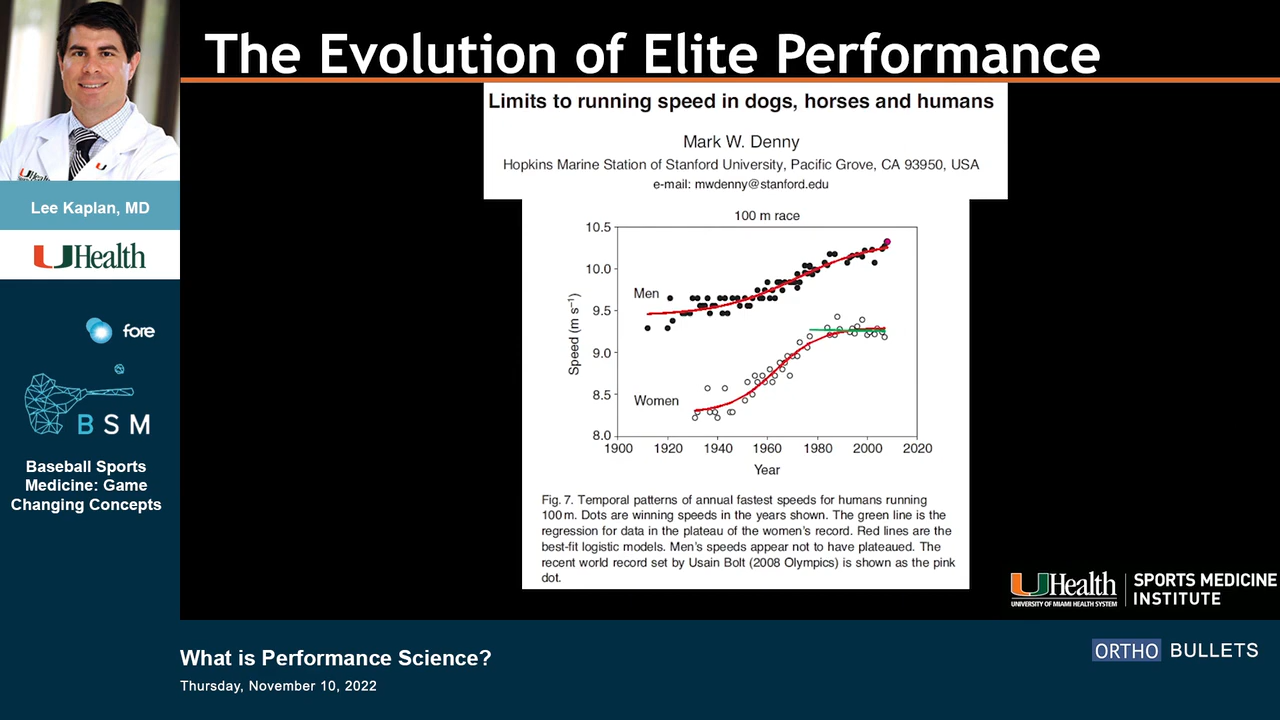 The Evolution of Elite Performance
Limits to running speed in dogs, horses and humans
Mark W. Denny
Hopkins Marine Station of Stanford University, Pacific Grove, CA 93950, USA
e-mail: mwdenny@stanford.edu
100 m race
10.5
10.0
9.5
9.0
8.5
8.0
Speed (m s⁻¹)
Men
Women
1900 1920 1940 1960 1980 2000 2020
Year
Fig. 7. Temporal patterns of annual fastest speeds for humans running
100 m. Dots are winning speeds in the years shown. The green line is the
regression for data in the plateau of the women's record. Red lines are the
best-fit logistic models. Men's speeds appear not to have plateaued. The
recent world record set by Usain Bolt (2008 Olympics) is shown as the pink
dot.
Lee Kaplan, MD
UHealth
fore
BSM
Baseball Sports
Medicine: Game
Changing Concepts
UHealth
UNIVERSITY OF MIAMI HEALTH SYSTEM
SPORTS MEDICINE
INSTITUTE
What is Performance Science?
Thursday, November 10, 2022
ORTHO BULLETS